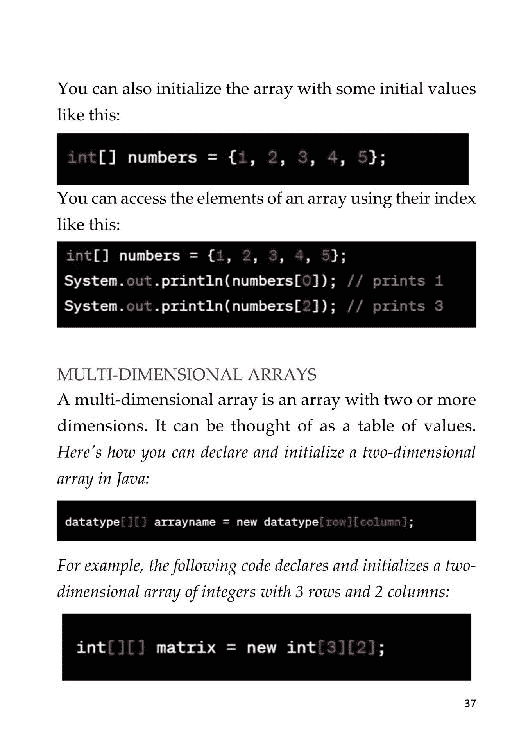 You can also initialize the array with some initial values
like this:
int[] numbers = {1, 2, 3, 4, 5};
You can access the elements of an array using their index
like this:
int[] numbers = {1, 2, 3, 4, 5};
System.out.println(numbers[0]); // prints 1
System.out.println(numbers[2]); // prints 3
MULTI-DIMENSIONAL ARRAYS
A multi-dimensional array is an array with two or more
dimensions. It can be thought of as a table of values.
Here's how you can declare and initialize a two-dimensional
array in Java:
datatype[][] arrayname = new datatype[row][column];
For example, the following code declares and initializes a two-
dimensional array of integers with 3 rows and 2 columns:
int[][] matrix = new int[3][2];
37